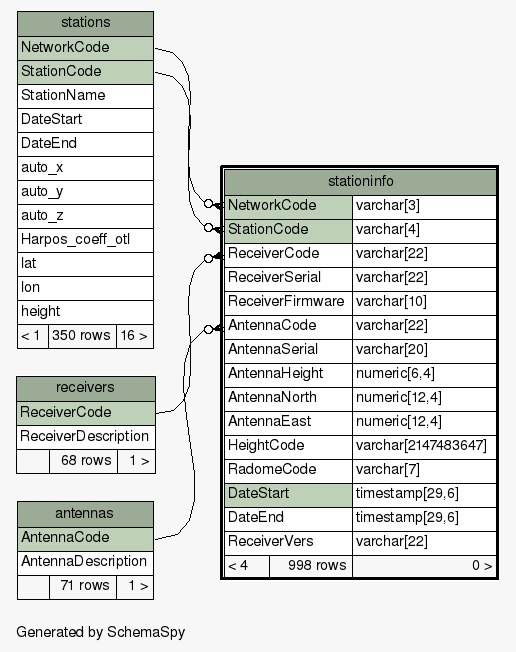 stations
NetworkCode
StationCode
StationName
DateStart
DateEnd
auto_x
auto_y
auto_z
Harpos_coeff_otl
lat
lon
height
< 1 350 rows 16 >
receivers
ReceiverCode
ReceiverDescription
68 rows 1 >
antennas
AntennaCode
AntennaDescription
71 rows 1 >
stationinfo
NetworkCode varchar[3]
StationCode varchar[4]
ReceiverCode varchar[22]
ReceiverSerial varchar[22]
ReceiverFirmware varchar[10]
AntennaCode varchar[22]
AntennaSerial varchar[20]
AntennaHeight numeric[6,4]
AntennaNorth numeric[12,4]
AntennaEast numeric[12,4]
HeightCode varchar[2147483647]
RadomeCode varchar[7]
DateStart timestamp[29,6]
DateEnd timestamp[29,6]
ReceiverVers varchar[22]
< 4 998 rows 0 >
Generated by SchemaSpy